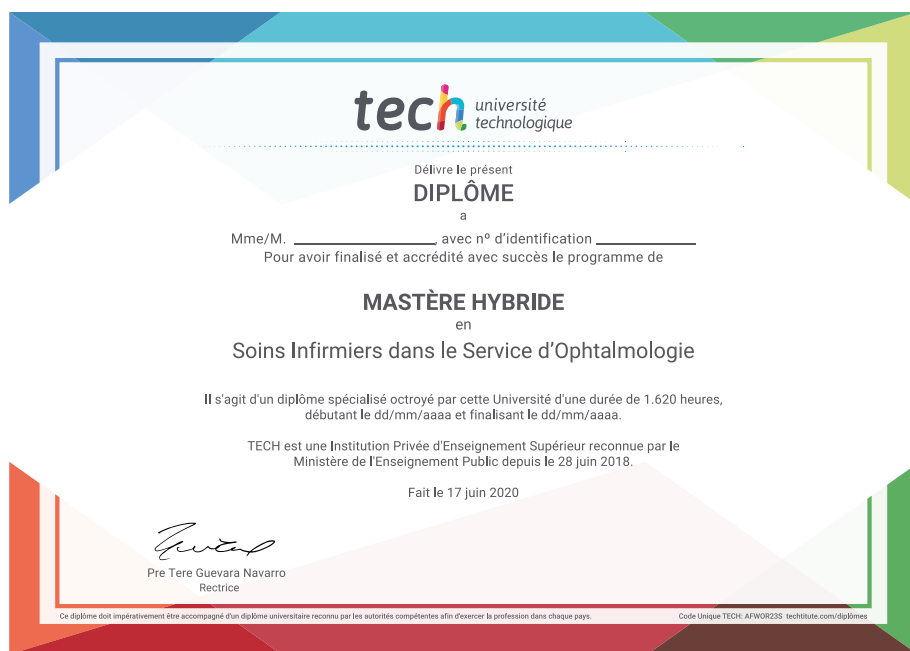 tech université
technologique
Délivre le présent
DIPLÔME
a
Mme/M. ____________________, avec nº d'identification ______________
Pour avoir finalisé et accrédité avec succès le programme de
MASTÈRE HYBRIDE
en
Soins Infirmiers dans le Service d'Ophtalmologie
Il s'agit d'un diplôme spécialisé octroyé par cette Université d'une durée de 1.620 heures,
débutant le dd/mm/aaaa et finalisant le dd/mm/aaaa.
TECH est une Institution Privée d'Enseignement Supérieur reconnue par le
Ministère de l'Enseignement Public depuis le 28 juin 2018.
Fait le 17 juin 2020
Pre Tere Guevara Navarro
Rectrice
Ce diplôme doit impérativement être accompagné d'un diplôme universitaire reconnu par les autorités compétentes afin d'exercer la profession dans chaque pays. Code Unique TECH: AFWOR23S techtitute.com/diplômes